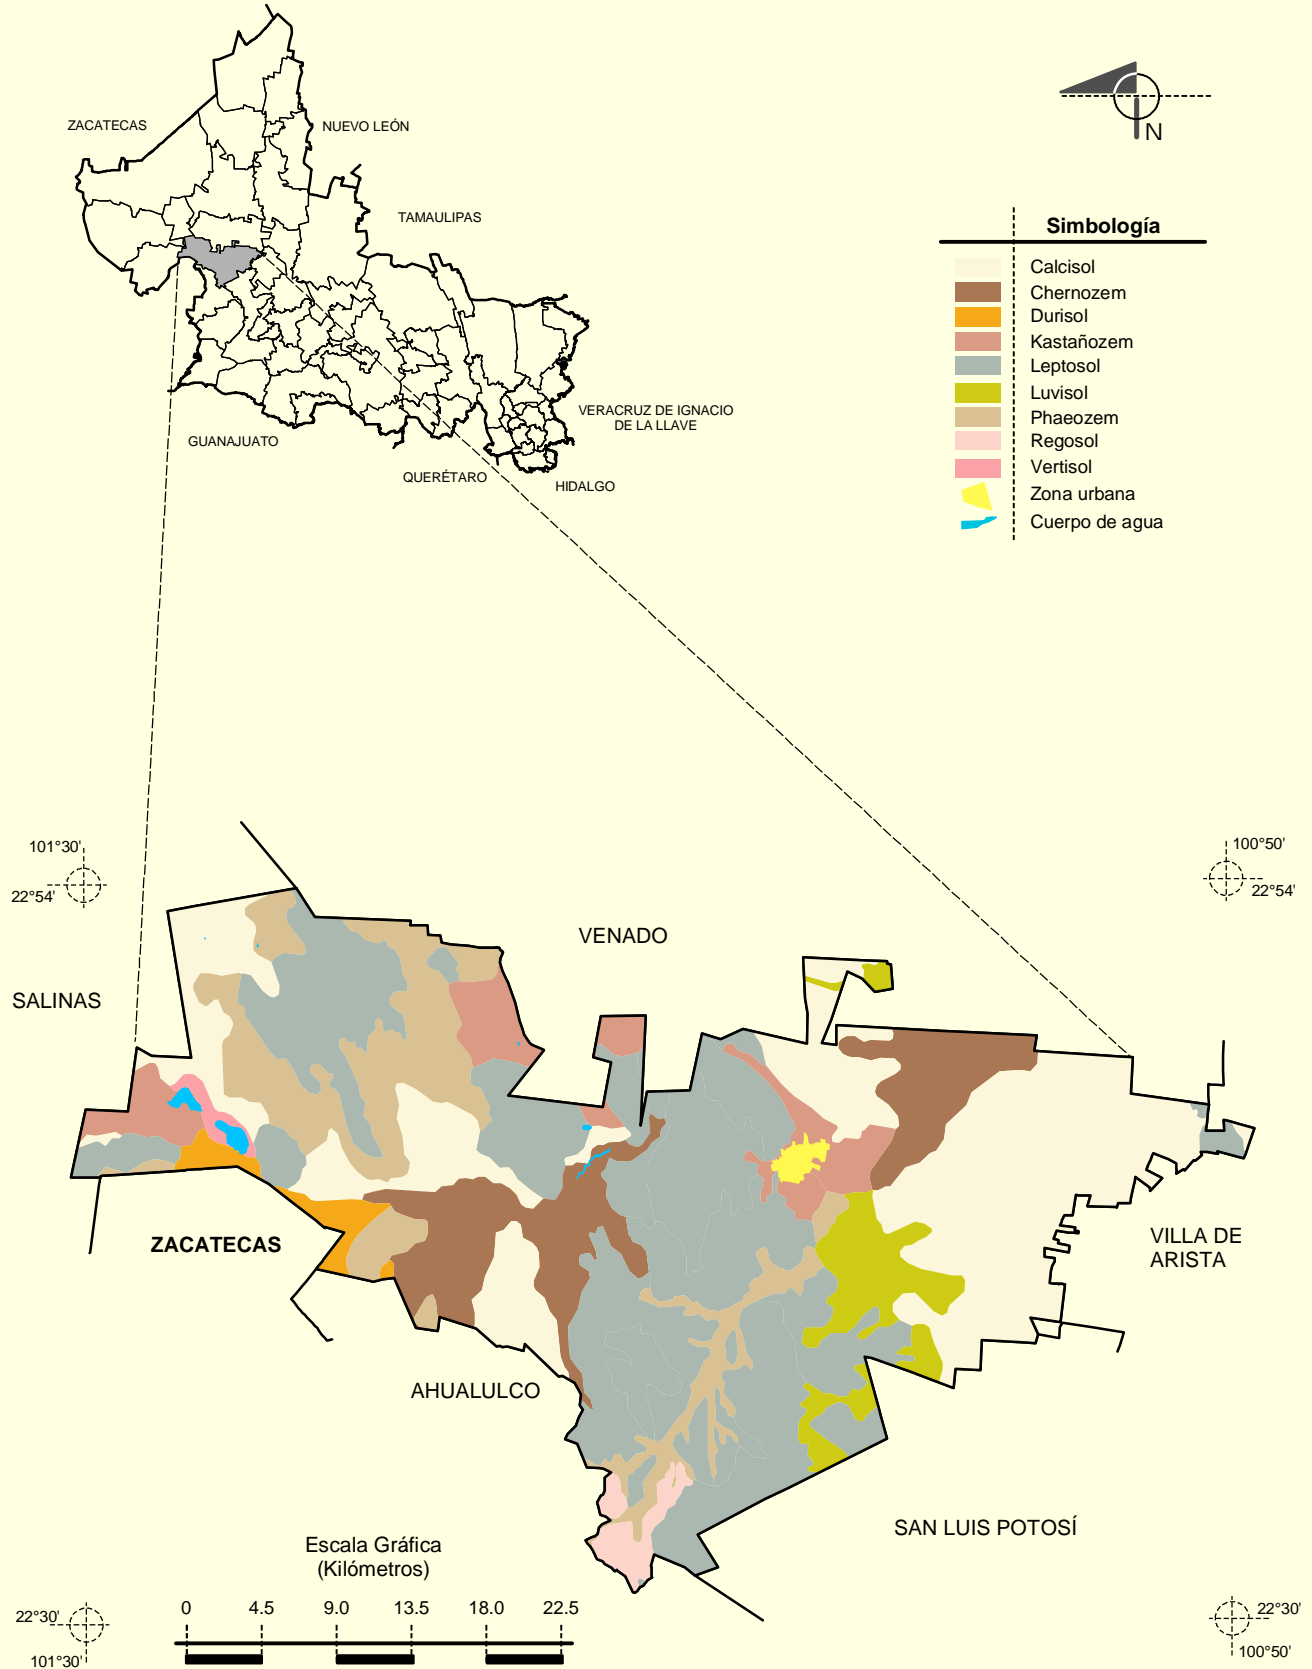 ZACATECAS
NUEVO LEÓN
TAMAULIPAS
VERACRUZ DE IGNACIO
DE LA LLAVE
GUANAJUATO
QUERÉTARO
HIDALGO
N
Simbología
Calcisol
Chernozem
Durisol
Kastañozem
Leptosol
Luvisol
Phaeozem
Regosol
Vertisol
Zona urbana
Cuerpo de agua
101°30'
22°54'
100°50'
22°54'
VENADO
SALINAS
ZACATECAS
VILLA DE
ARISTA
AHUALULCO
SAN LUIS POTOSÍ
Escala Gráfica
(Kilómetros)
0 4.5 9.0 13.5 18.0 22.5
22°30'
101°30'
22°30'
100°50'